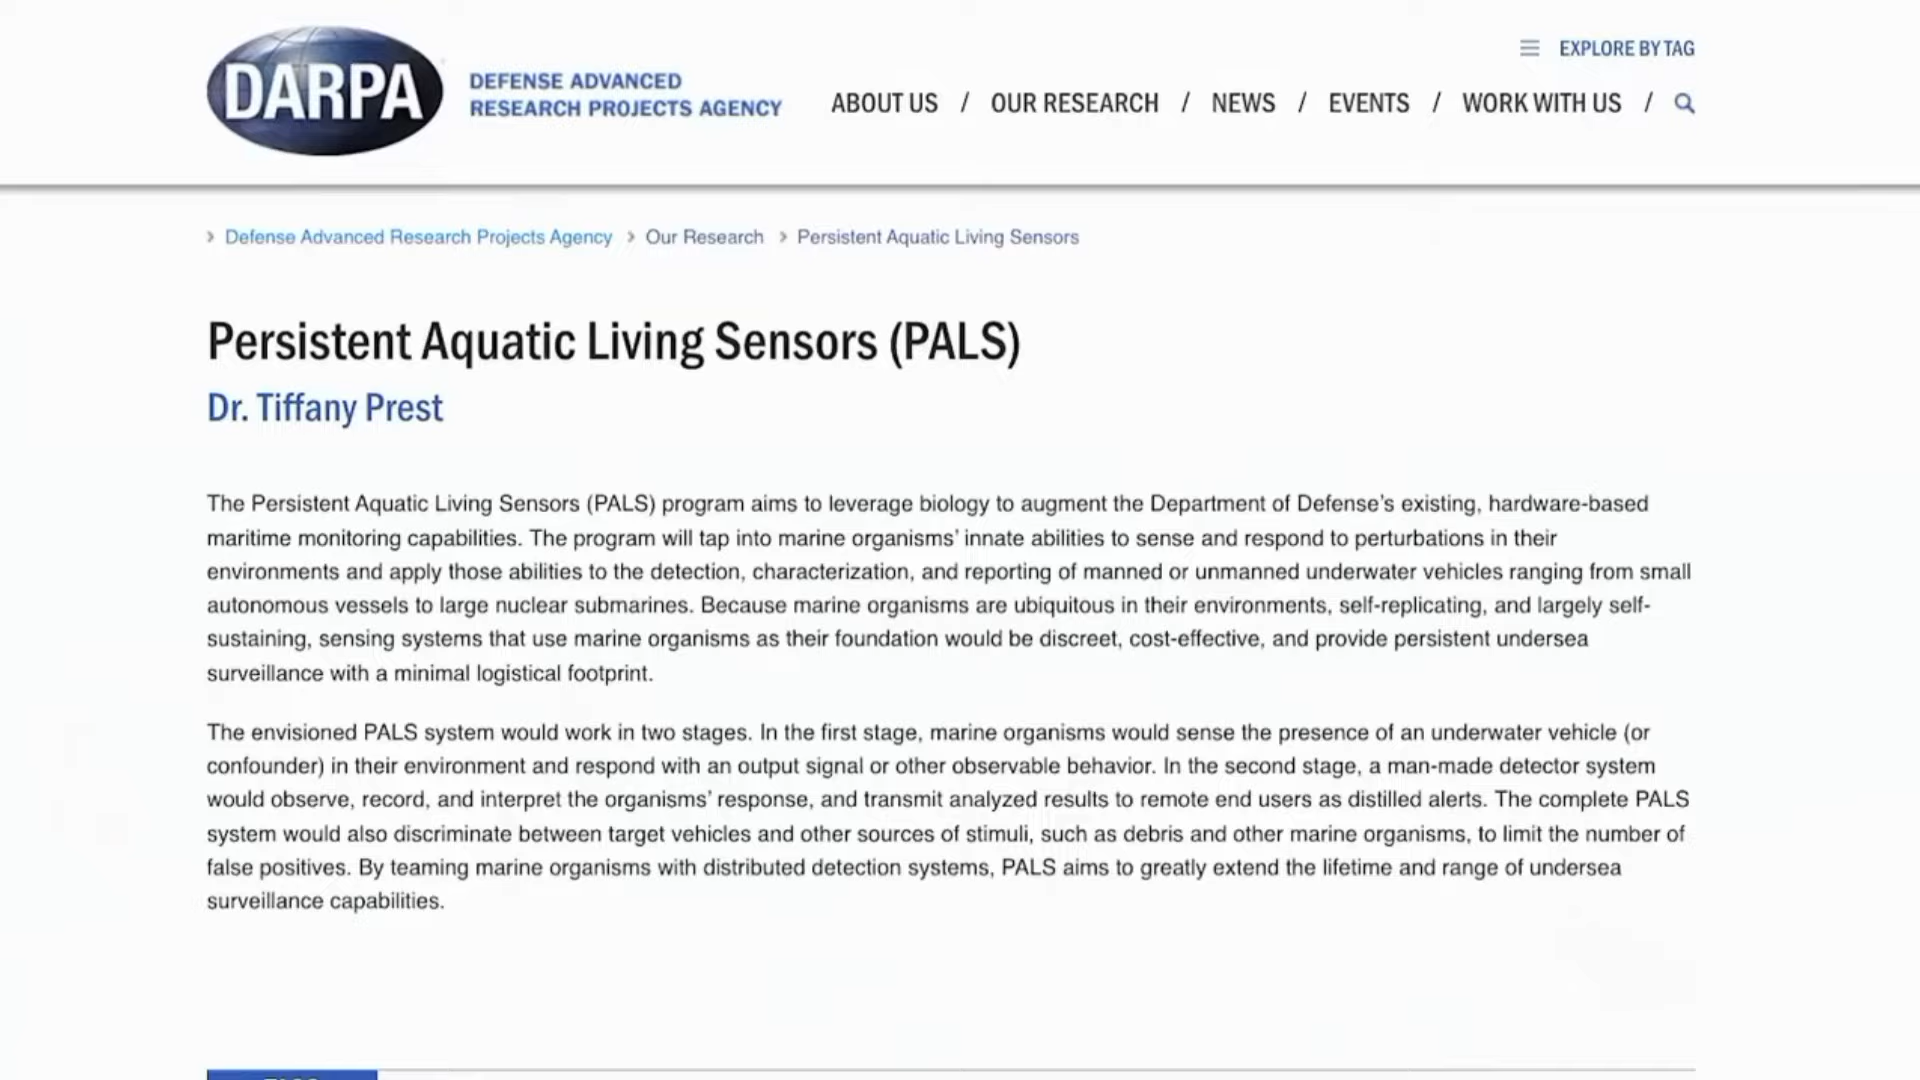 EXPLORE BY TAG
DARPA
DEFENSE ADVANCED
RESEARCH PROJECTS AGENCY
ABOUT US / OUR RESEARCH / NEWS / EVENTS / WORK WITH US /
› Defense Advanced Research Projects Agency › Our Research › Persistent Aquatic Living Sensors
Persistent Aquatic Living Sensors (PALS)
Dr. Tiffany Prest
The Persistent Aquatic Living Sensors (PALS) program aims to leverage biology to augment the Department of Defense’s existing, hardware-based
maritime monitoring capabilities. The program will tap into marine organisms’ innate abilities to sense and respond to perturbations in their
environments and apply those abilities to the detection, characterization, and reporting of manned or unmanned underwater vehicles ranging from small
autonomous vessels to large nuclear submarines. Because marine organisms are ubiquitous in their environments, self-replicating, and largely self-
sustaining, sensing systems that use marine organisms as their foundation would be discreet, cost-effective, and provide persistent undersea
surveillance with a minimal logistical footprint.
The envisioned PALS system would work in two stages. In the first stage, marine organisms would sense the presence of an underwater vehicle (or
confounder) in their environment and respond with an output signal or other observable behavior. In the second stage, a man-made detector system
would observe, record, and interpret the organisms’ response, and transmit analyzed results to remote end users as distilled alerts. The complete PALS
system would also discriminate between target vehicles and other sources of stimuli, such as debris and other marine organisms, to limit the number of
false positives. By teaming marine organisms with distributed detection systems, PALS aims to greatly extend the lifetime and range of undersea
surveillance capabilities.